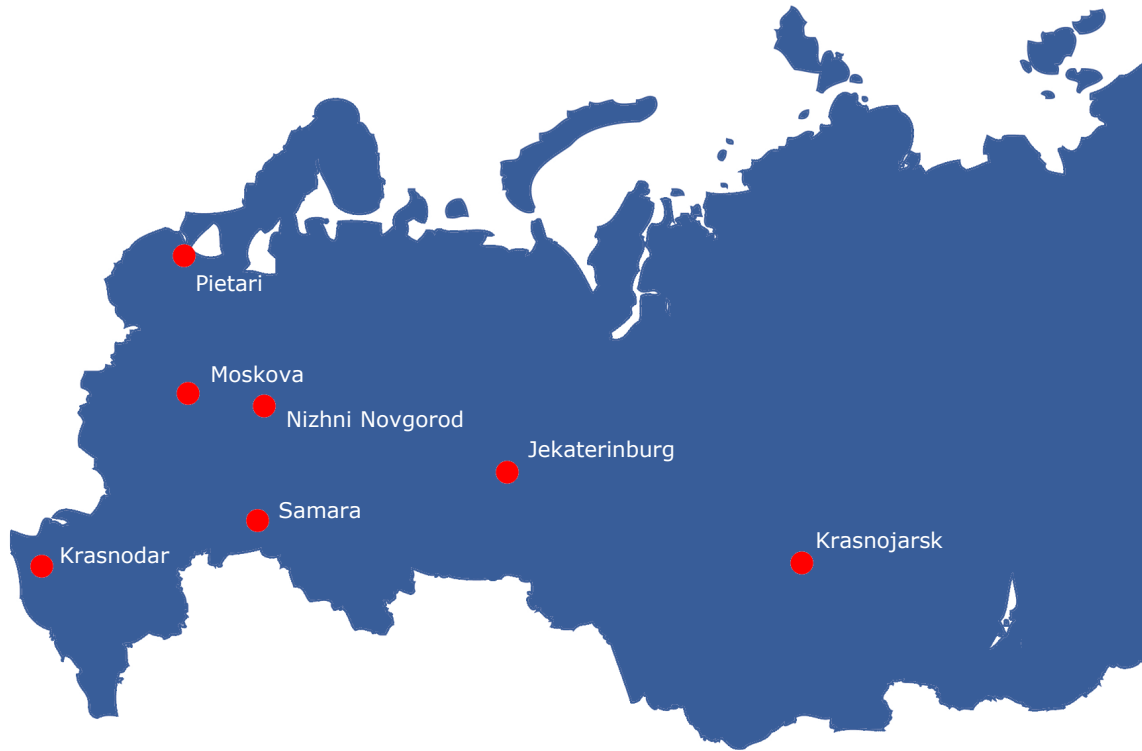 Pietari
Moskova
Nizhni Novgorod
Jekaterinburg
Samara
Krasnodar
Krasnojarsk